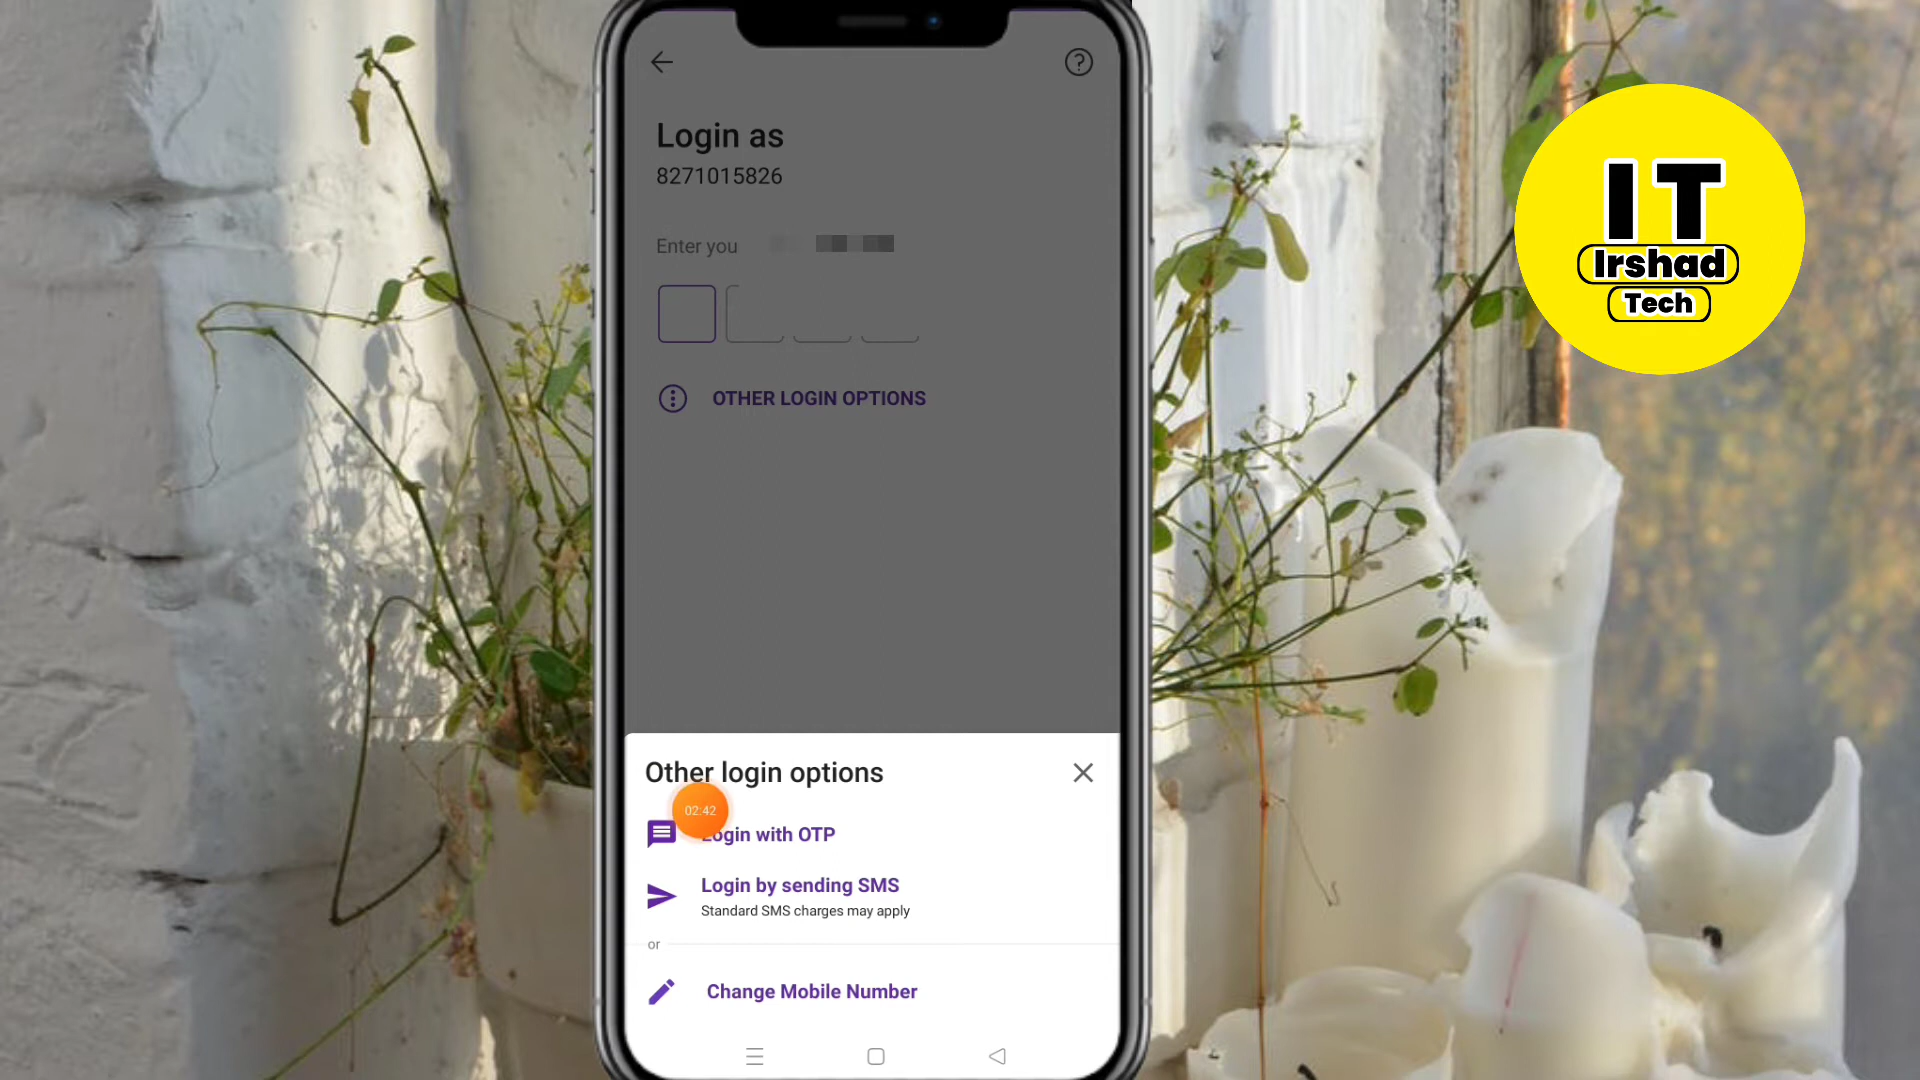 Login as
8271015826
Enter you
OTHER LOGIN OPTIONS
Other login options
02:42
Login with OTP
Login by sending SMS
Standard SMS charges may apply
or
Change Mobile Number
IT
Irshad
Tech